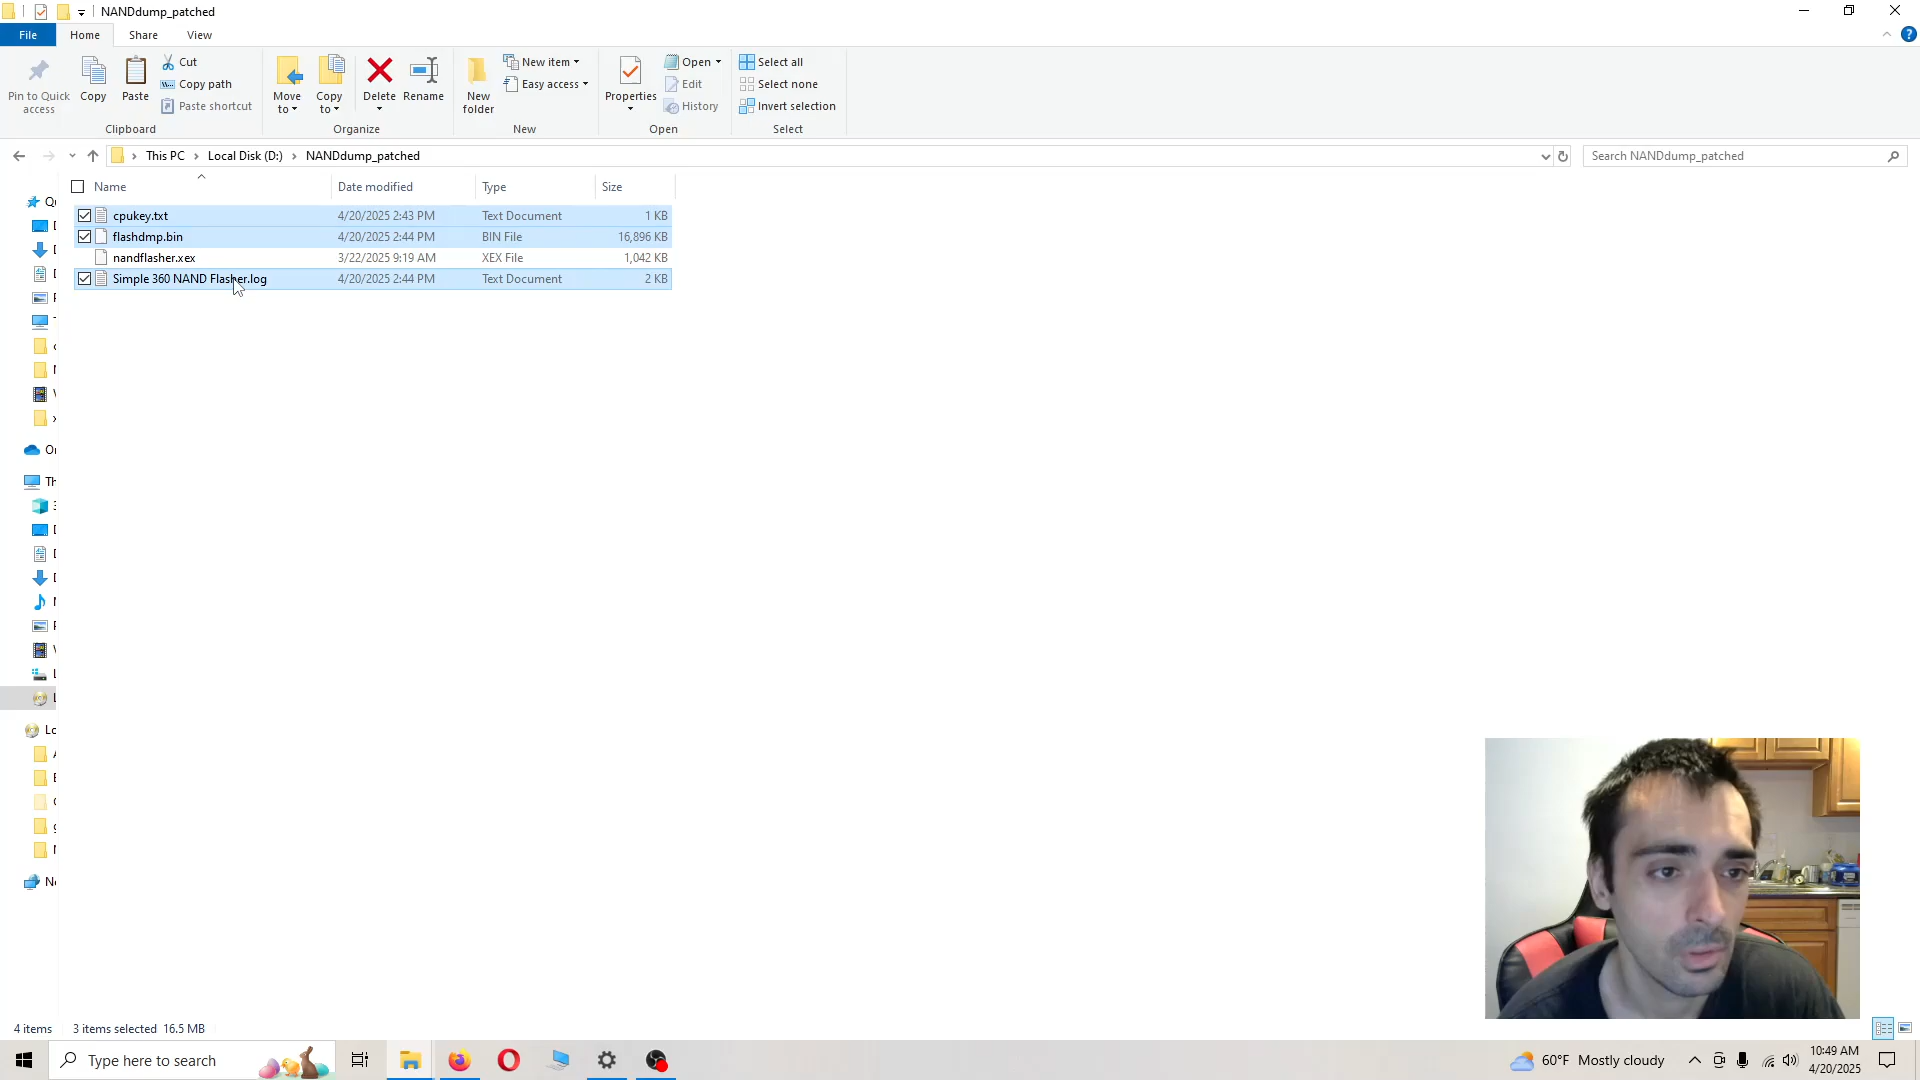 NANDdump_patched
File Home Share View
Pin to Quick access
Copy
Paste
Cut
Copy path
Paste shortcut
Clipboard
Move to
Copy to
Delete
Rename
Organize
New folder
New item
Easy access
New
Properties
Open
Edit
History
Open
Select all
Select none
Invert selection
Select
This PC > Local Disk (D:) > NANDdump_patched
Search NANDdump_patched
Name Date modified Type Size
cpukey.txt 4/20/2025 2:43 PM Text Document 1 KB
flashdmp.bin 4/20/2025 2:44 PM BIN File 16,896 KB
nandflasher.xex 3/22/2025 9:19 AM XEX File 1,042 KB
Simple 360 NAND Flasher.log 4/20/2025 2:44 PM Text Document 2 KB
4 items 3 items selected 16.5 MB
Type here to search
60°F Mostly cloudy
10:49 AM
4/20/2025